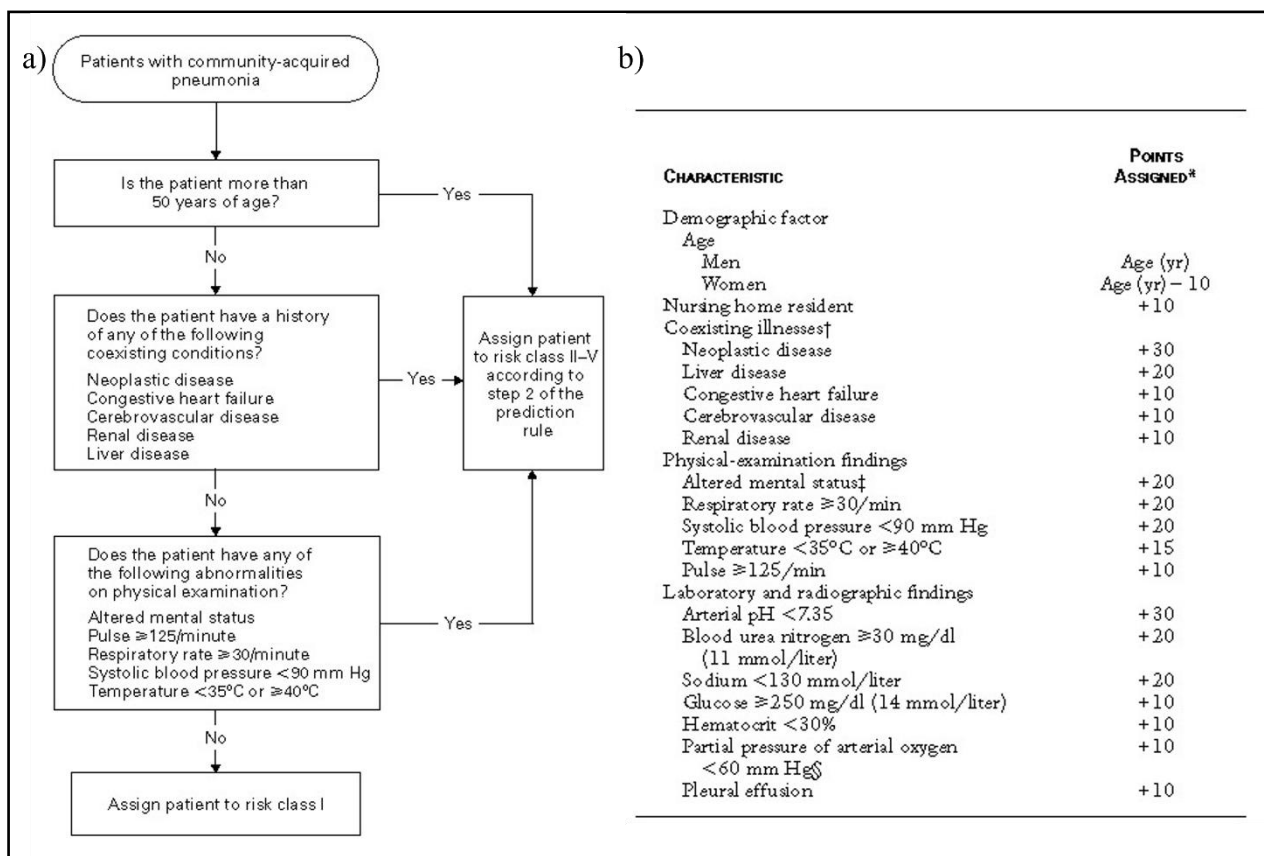 a)
Patients with community-acquired
pneumonia
Is the patient more than
50 years of age?
Yes
No
Does the patient have a history
of any of the following
coexisting conditions?
Neoplastic disease
Congestive heart failure
Cerebrovascular disease
Renal disease
Liver disease
Yes
Assign patient
to risk class II–V
according to
step 2 of the
prediction
rule
No
Does the patient have any of
the following abnormalities
on physical examination?
Altered mental status
Pulse ≥125/minute
Respiratory rate ≥30/minute
Systolic blood pressure <90 mm Hg
Temperature <35°C or ≥40°C
Yes
No
Assign patient to risk class I
b)
CHARACTERISTIC POINTS
ASSIGNED*
Demographic factor
Age
Men Age (yr)
Women Age (yr) – 10
Nursing home resident +10
Coexisting illnesses†
Neoplastic disease +30
Liver disease +20
Congestive heart failure +10
Cerebrovascular disease +10
Renal disease +10
Physical-examination findings
Altered mental status‡ +20
Respiratory rate ≥30/min +20
Systolic blood pressure <90 mm Hg +20
Temperature <35°C or ≥40°C +15
Pulse ≥125/min +10
Laboratory and radiographic findings
Arterial pH <7.35 +30
Blood urea nitrogen ≥30 mg/dl +20
(11 mmol/liter)
Sodium <130 mmol/liter +20
Glucose ≥250 mg/dl (14 mmol/liter) +10
Hematocrit <30% +10
Partial pressure of arterial oxygen +10
<60 mm Hg§
Pleural effusion +10